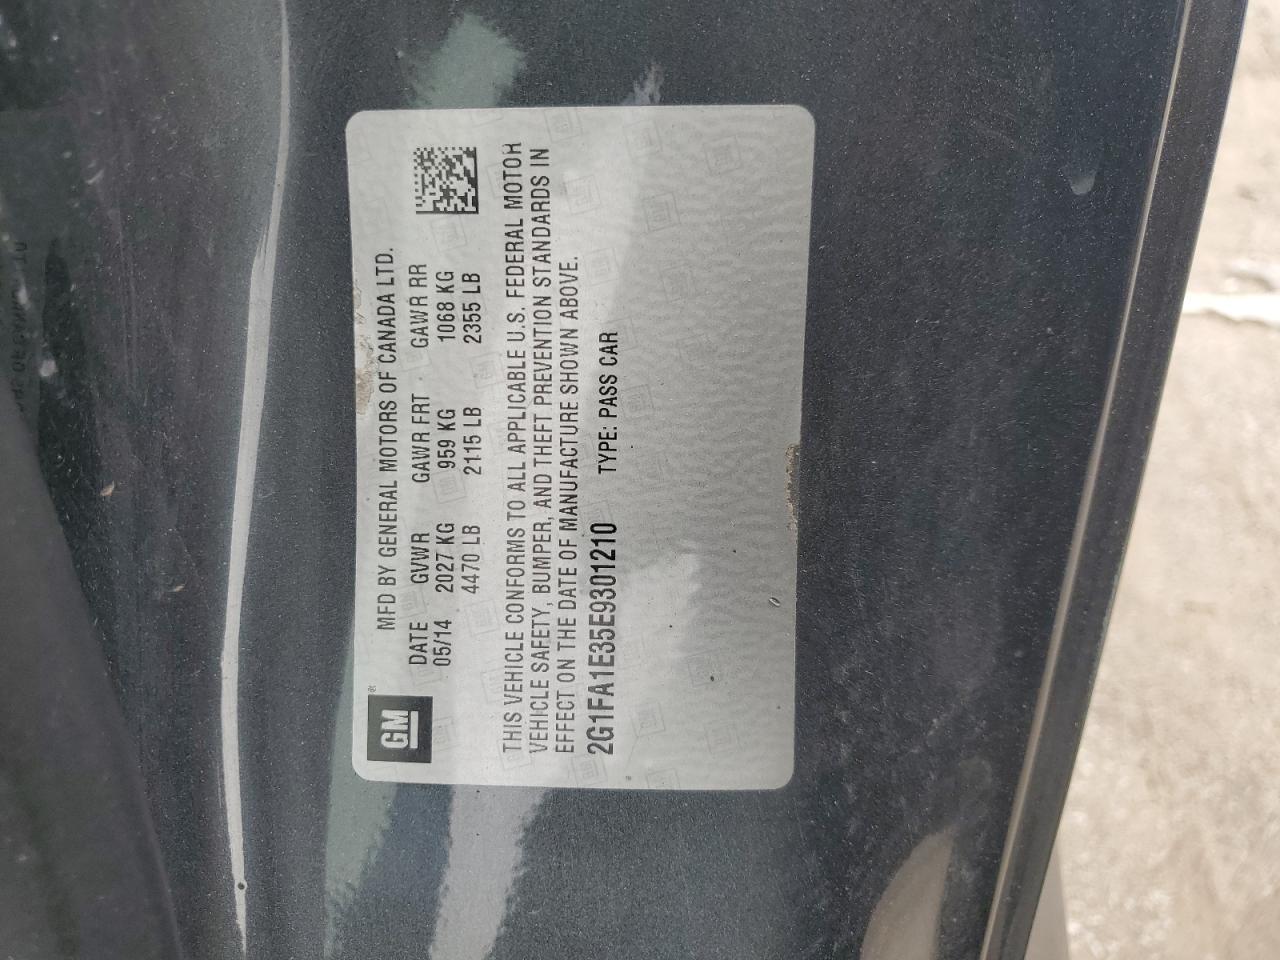 GM®
MFD BY GENERAL MOTORS OF CANADA LTD.
DATE GVWR GAWR FRT GAWR RR
05/14 2027 KG 959 KG 1068 KG
4470 LB 2115 LB 2355 LB
THIS VEHICLE CONFORMS TO ALL APPLICABLE U.S. FEDERAL MOTOR
VEHICLE SAFETY, BUMPER, AND THEFT PREVENTION STANDARDS IN
EFFECT ON THE DATE OF MANUFACTURE SHOWN ABOVE.
2G1FA1E35E9301210 TYPE: PASS CAR